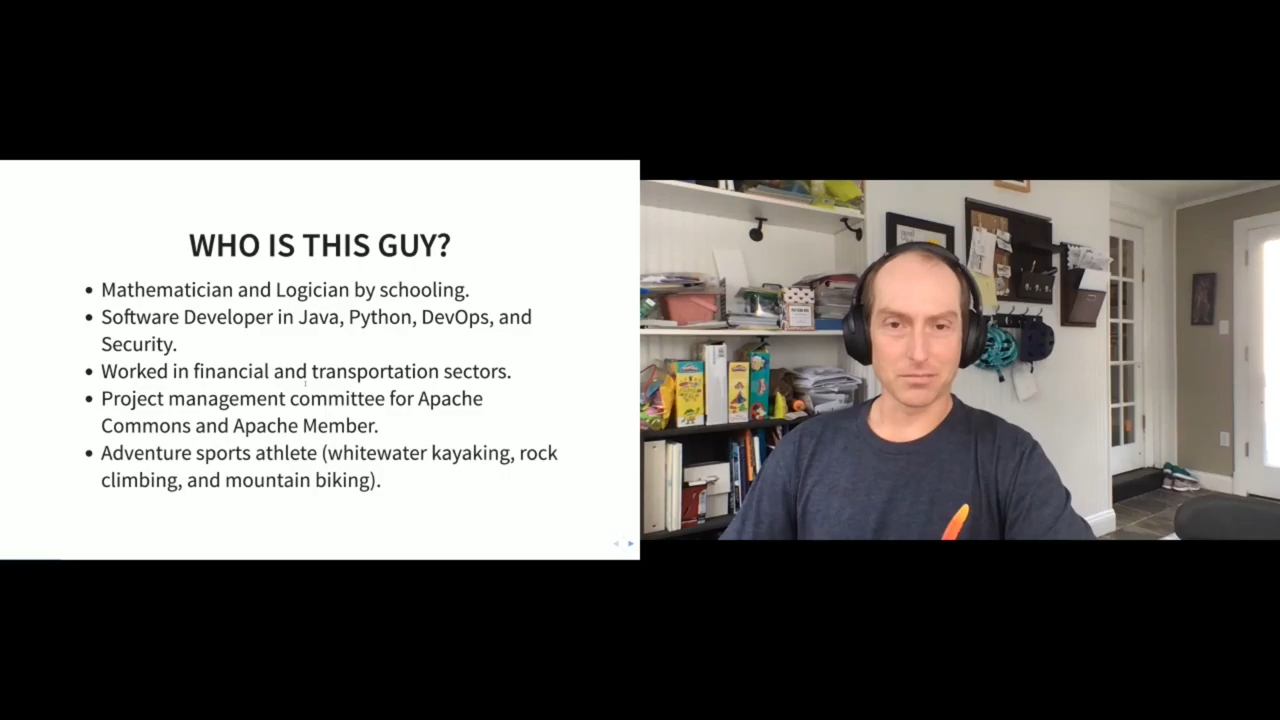 WHO IS THIS GUY?
• Mathematician and Logician by schooling.
• Software Developer in Java, Python, DevOps, and
Security.
• Worked in financial and transportation sectors.
• Project management committee for Apache
Commons and Apache Member.
• Adventure sports athlete (whitewater kayaking, rock
climbing, and mountain biking).